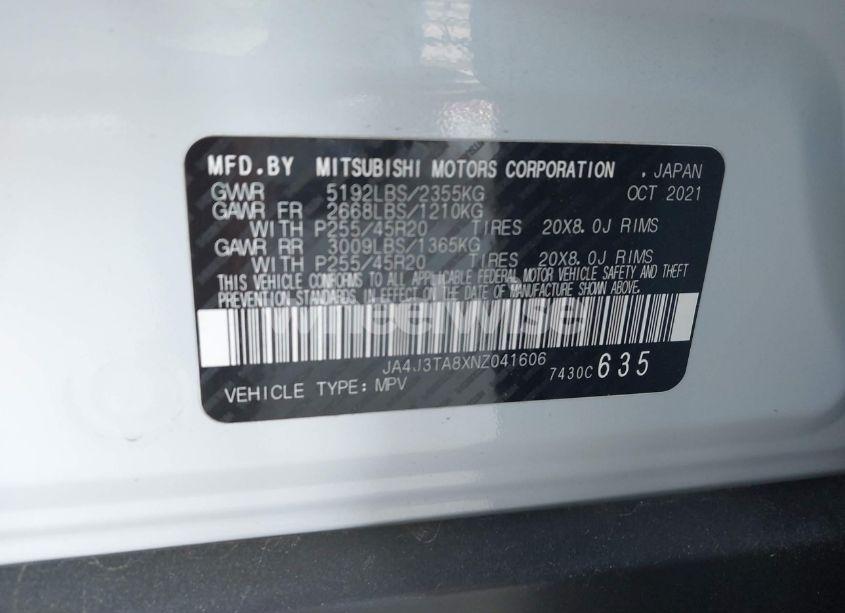 MFD.BY MITSUBISHI MOTORS CORPORATION . JAPAN
GVWR 5192LBS/2355KG OCT 2021
GAWR FR 2668LBS/1210KG
WITH P255/45R20 TIRES 20X8.0J RIMS
GAWR RR 3009LBS/1365KG
WITH P255/45R20 TIRES 20X8.0J RIMS
THIS VEHICLE CONFORMS TO ALL APPLICABLE FEDERAL MOTOR VEHICLE SAFETY AND THEFT
PREVENTION STANDARDS IN EFFECT ON THE DATE OF MANUFACTURE SHOWN ABOVE.
wheelwiser
JA4J3TA8XNZ041606
7430C635
VEHICLE TYPE: MPV